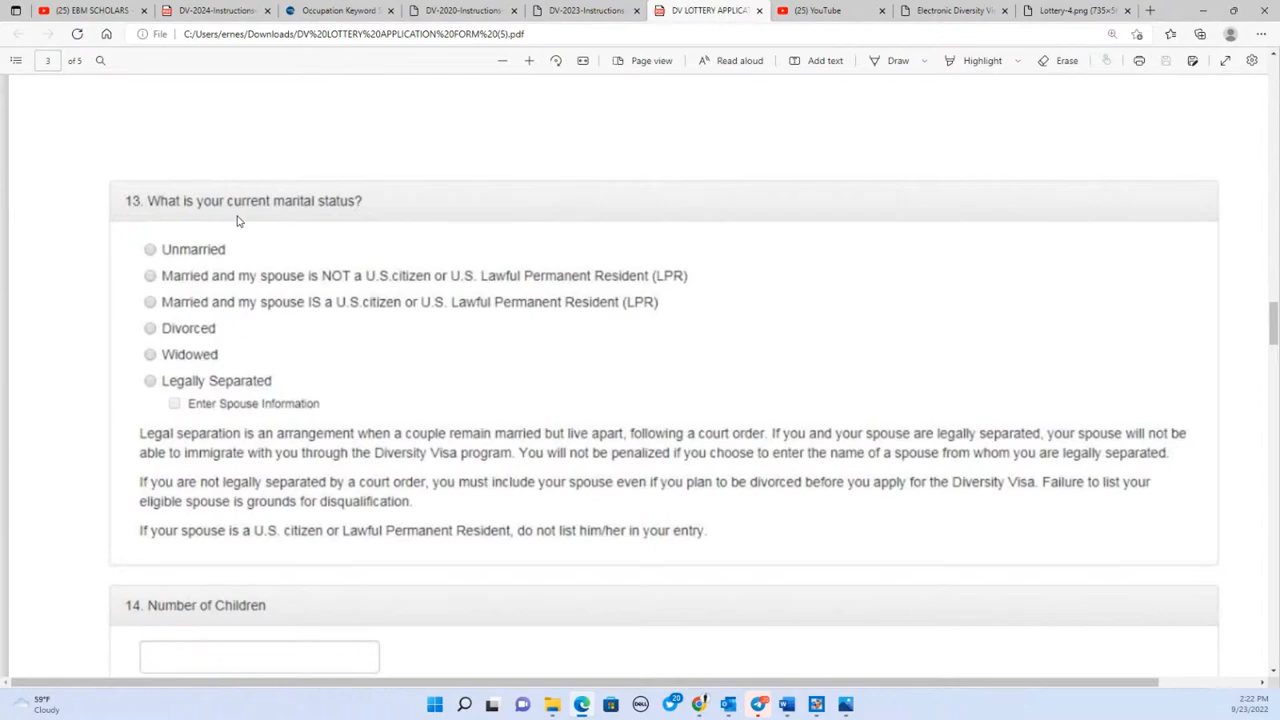 (25) EBM SCHOLARS
DV-2024-Instructions
Occupation Keyword S
DV-2020-Instructions-
DV-2023-Instructions
DV LOTTERY APPLICA
(25) YouTube
Electronic Diversity Vi
Lottery-4.png (735×5
File C:/Users/ernes/Downloads/DV%20LOTTERY%20APPLICATION%20FORM%20(5).pdf
3 of 5 Page view Read aloud Add text Draw Highlight Erase
13. What is your current marital status?
Unmarried
Married and my spouse is NOT a U.S.citizen or U.S. Lawful Permanent Resident (LPR)
Married and my spouse IS a U.S.citizen or U.S. Lawful Permanent Resident (LPR)
Divorced
Widowed
Legally Separated
Enter Spouse Information
Legal separation is an arrangement when a couple remain married but live apart, following a court order. If you and your spouse are legally separated, your spouse will not be
able to immigrate with you through the Diversity Visa program. You will not be penalized if you choose to enter the name of a spouse from whom you are legally separated.
If you are not legally separated by a court order, you must include your spouse even if you plan to be divorced before you apply for the Diversity Visa. Failure to list your
eligible spouse is grounds for disqualification.
If your spouse is a U.S. citizen or Lawful Permanent Resident, do not list him/her in your entry.
14. Number of Children
59°F
Cloudy
DELL
20
2:22 PM
9/23/2022